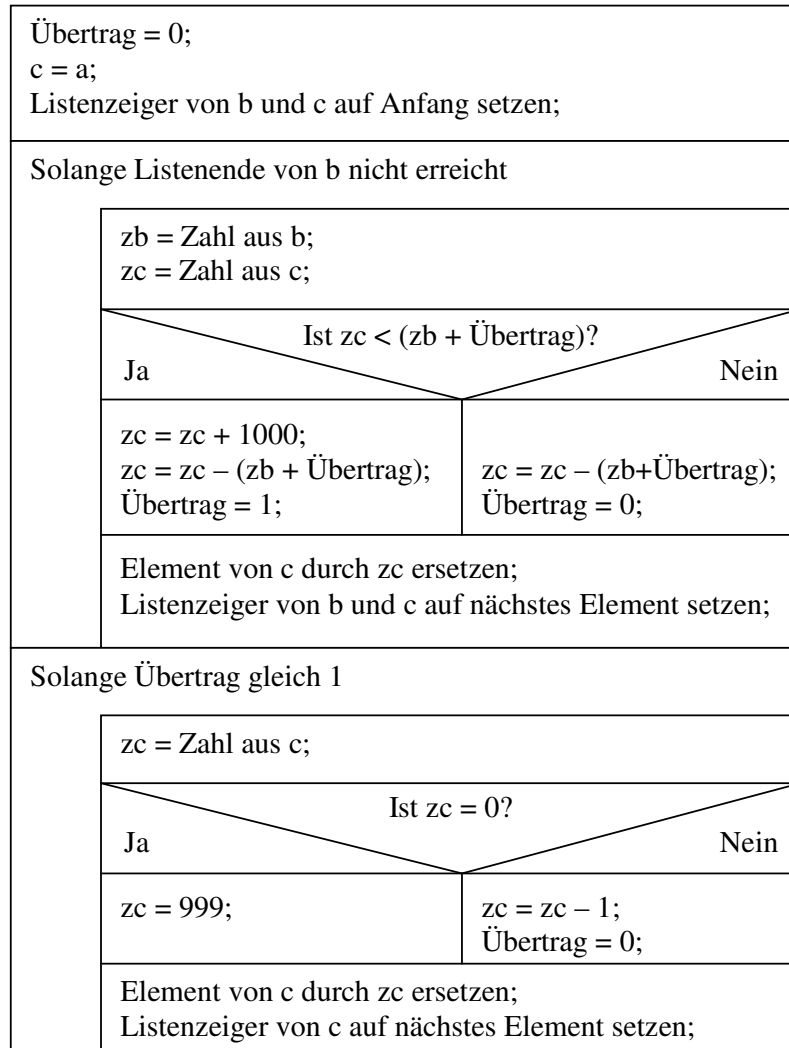 Übertrag = 0;
c = a;
Listenzeiger von b und c auf Anfang setzen;
Solange Listenende von b nicht erreicht
zb = Zahl aus b;
zc = Zahl aus c;
Ist zc < (zb + Übertrag)?
Ja
Nein
zc = zc + 1000;
zc = zc – (zb + Übertrag);
Übertrag = 1;
zc = zc – (zb+Übertrag);
Übertrag = 0;
Element von c durch zc ersetzen;
Listenzeiger von b und c auf nächstes Element setzen;
Solange Übertrag gleich 1
zc = Zahl aus c;
Ist zc = 0?
Ja
Nein
zc = 999;
zc = zc – 1;
Übertrag = 0;
Element von c durch zc ersetzen;
Listenzeiger von c auf nächstes Element setzen;